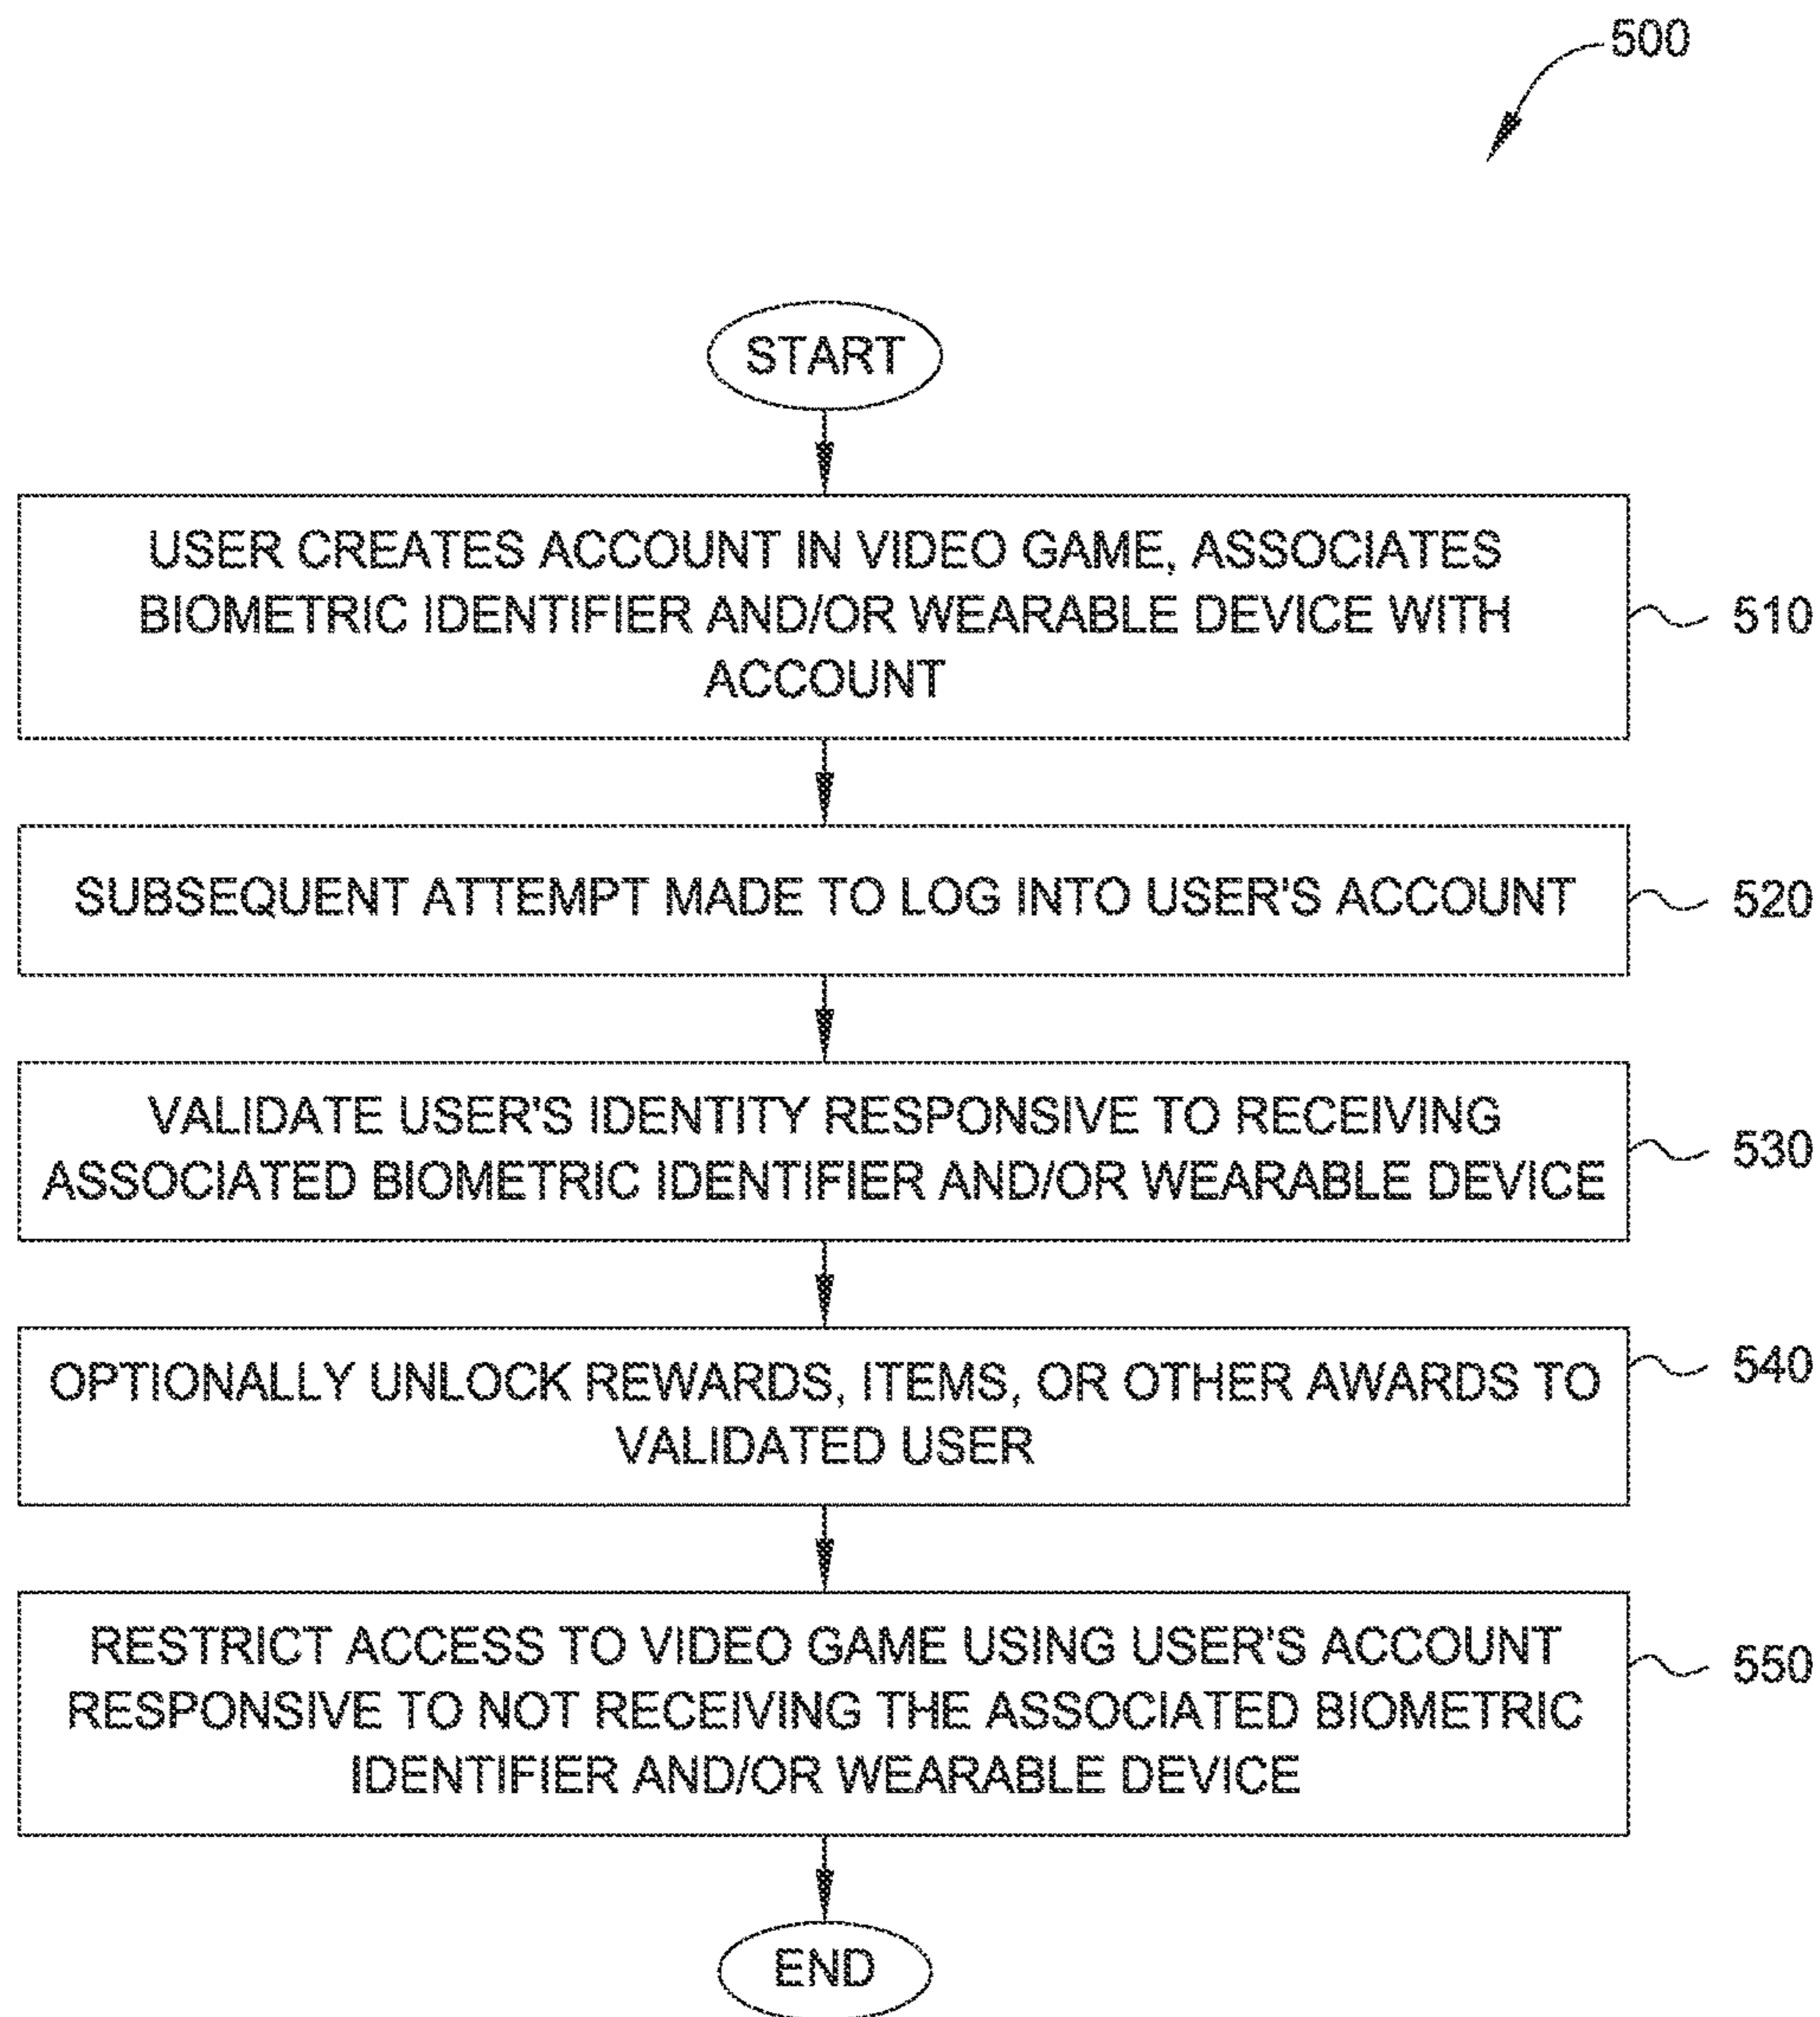 500
START
USER CREATES ACCOUNT IN VIDEO GAME, ASSOCIATES
BIOMETRIC IDENTIFIER AND/OR WEARABLE DEVICE WITH
ACCOUNT
510
SUBSEQUENT ATTEMPT MADE TO LOG INTO USER'S ACCOUNT
520
VALIDATE USER'S IDENTITY RESPONSIVE TO RECEIVING
ASSOCIATED BIOMETRIC IDENTIFIER AND/OR WEARABLE DEVICE
530
OPTIONALLY UNLOCK REWARDS, ITEMS, OR OTHER AWARDS TO
VALIDATED USER
540
RESTRICT ACCESS TO VIDEO GAME USING USER'S ACCOUNT
RESPONSIVE TO NOT RECEIVING THE ASSOCIATED BIOMETRIC
IDENTIFIER AND/OR WEARABLE DEVICE
550
END